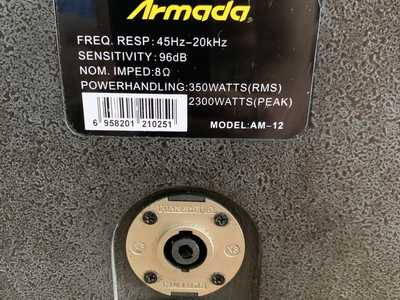 Armada®
FREQ. RESP:45Hz-20kHz
SENSITIVITY:96dB
NOM. IMPED:8Ω
POWERHANDLING:350WATTS(RMS)
2300WATTS(PEAK)
6 958201 210251
MODEL:AM-12